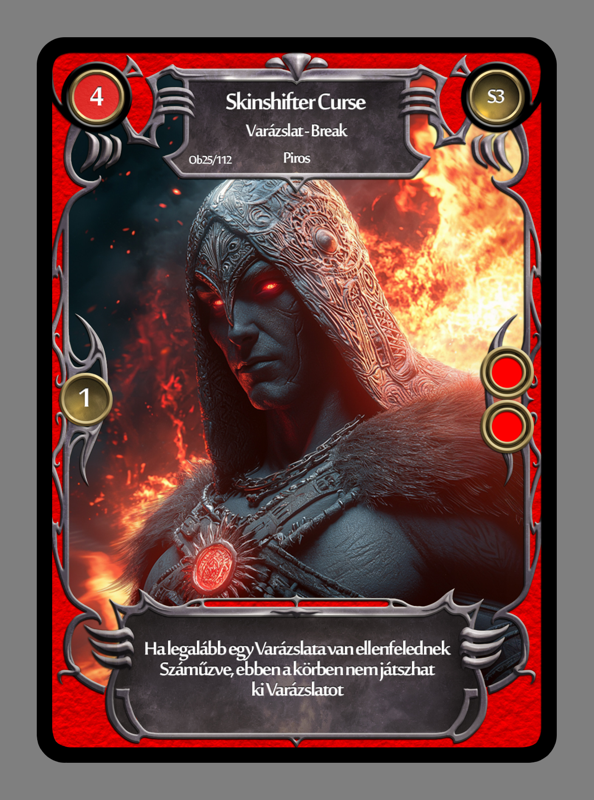 4
Skinshifter Curse
S3
Varázslat - Break
Ob25/112
Piros
1
Ha legalább egy Varázslata van ellenfelednek
Száműzve, ebben a körben nem játszhat
ki Varázslatot